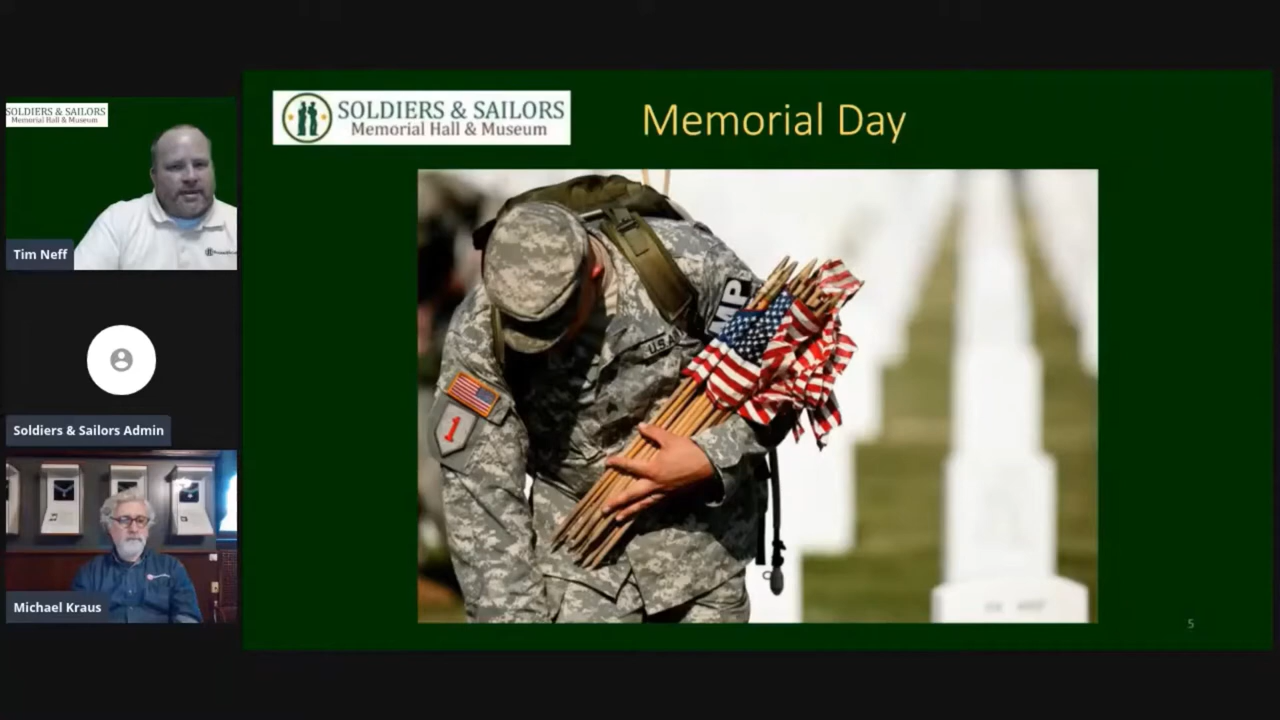 SOLDIERS & SAILORS
Memorial Hall & Museum
Tim Neff
Soldiers & Sailors Admin
Michael Kraus
SOLDIERS & SAILORS
Memorial Hall & Museum
Memorial Day
MP
U.S. A
1
5